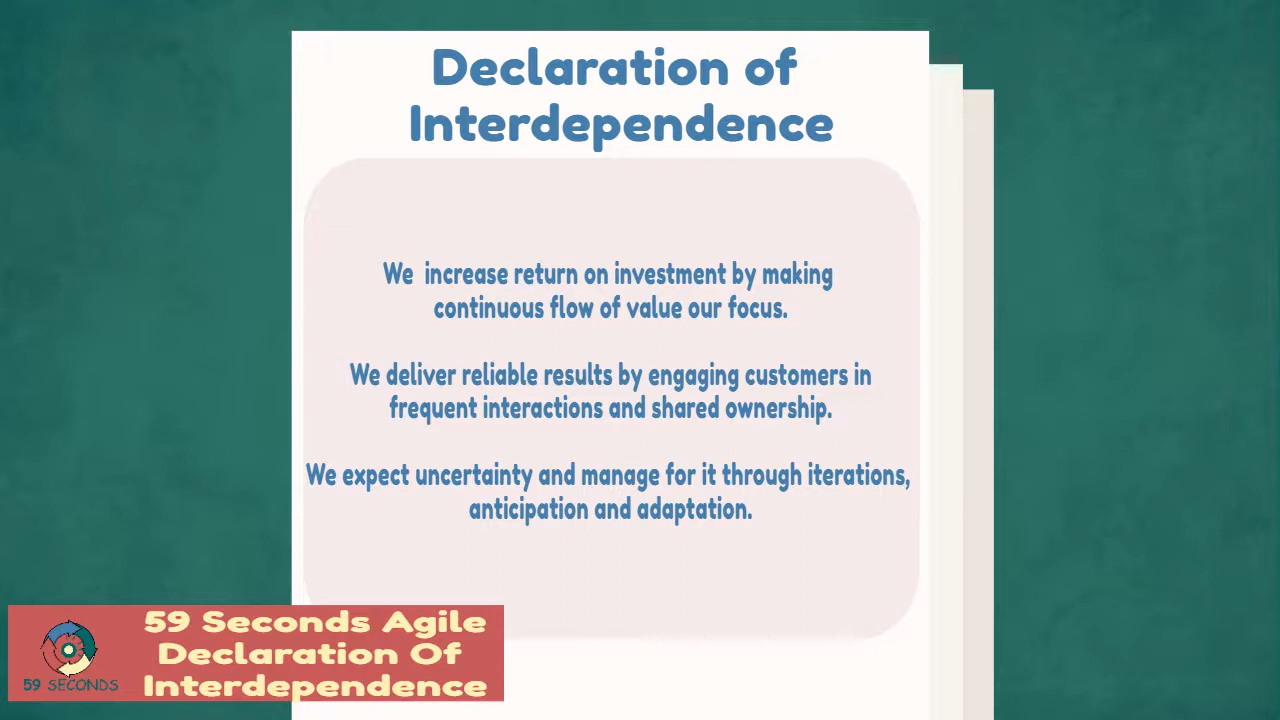 Declaration of
Interdependence
We increase return on investment by making
continuous flow of value our focus.
We deliver reliable results by engaging customers in
frequent interactions and shared ownership.
We expect uncertainty and manage for it through iterations,
anticipation and adaptation.
59 Seconds Agile
Declaration Of
Interdependence
59 SECONDS